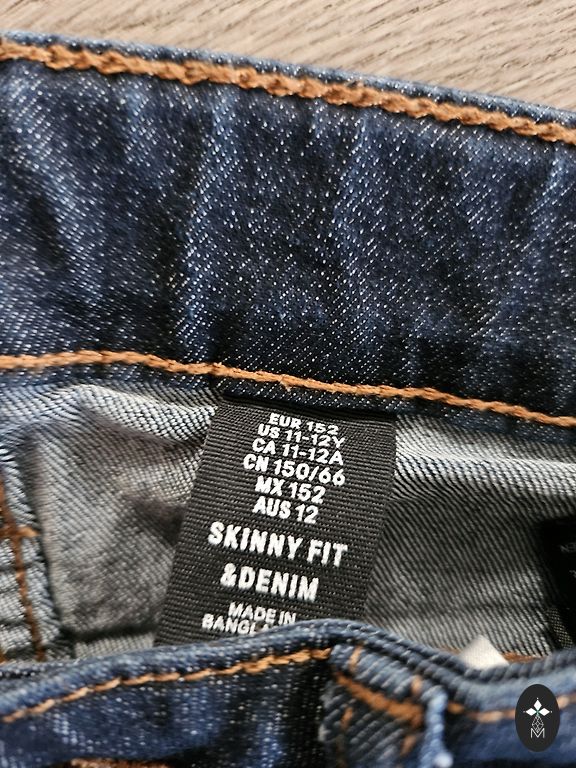 EUR 152
US 11-12Y
CA 11-12A
CN 150/66
MX 152
AUS 12
SKINNY FIT
&DENIM
MADE IN